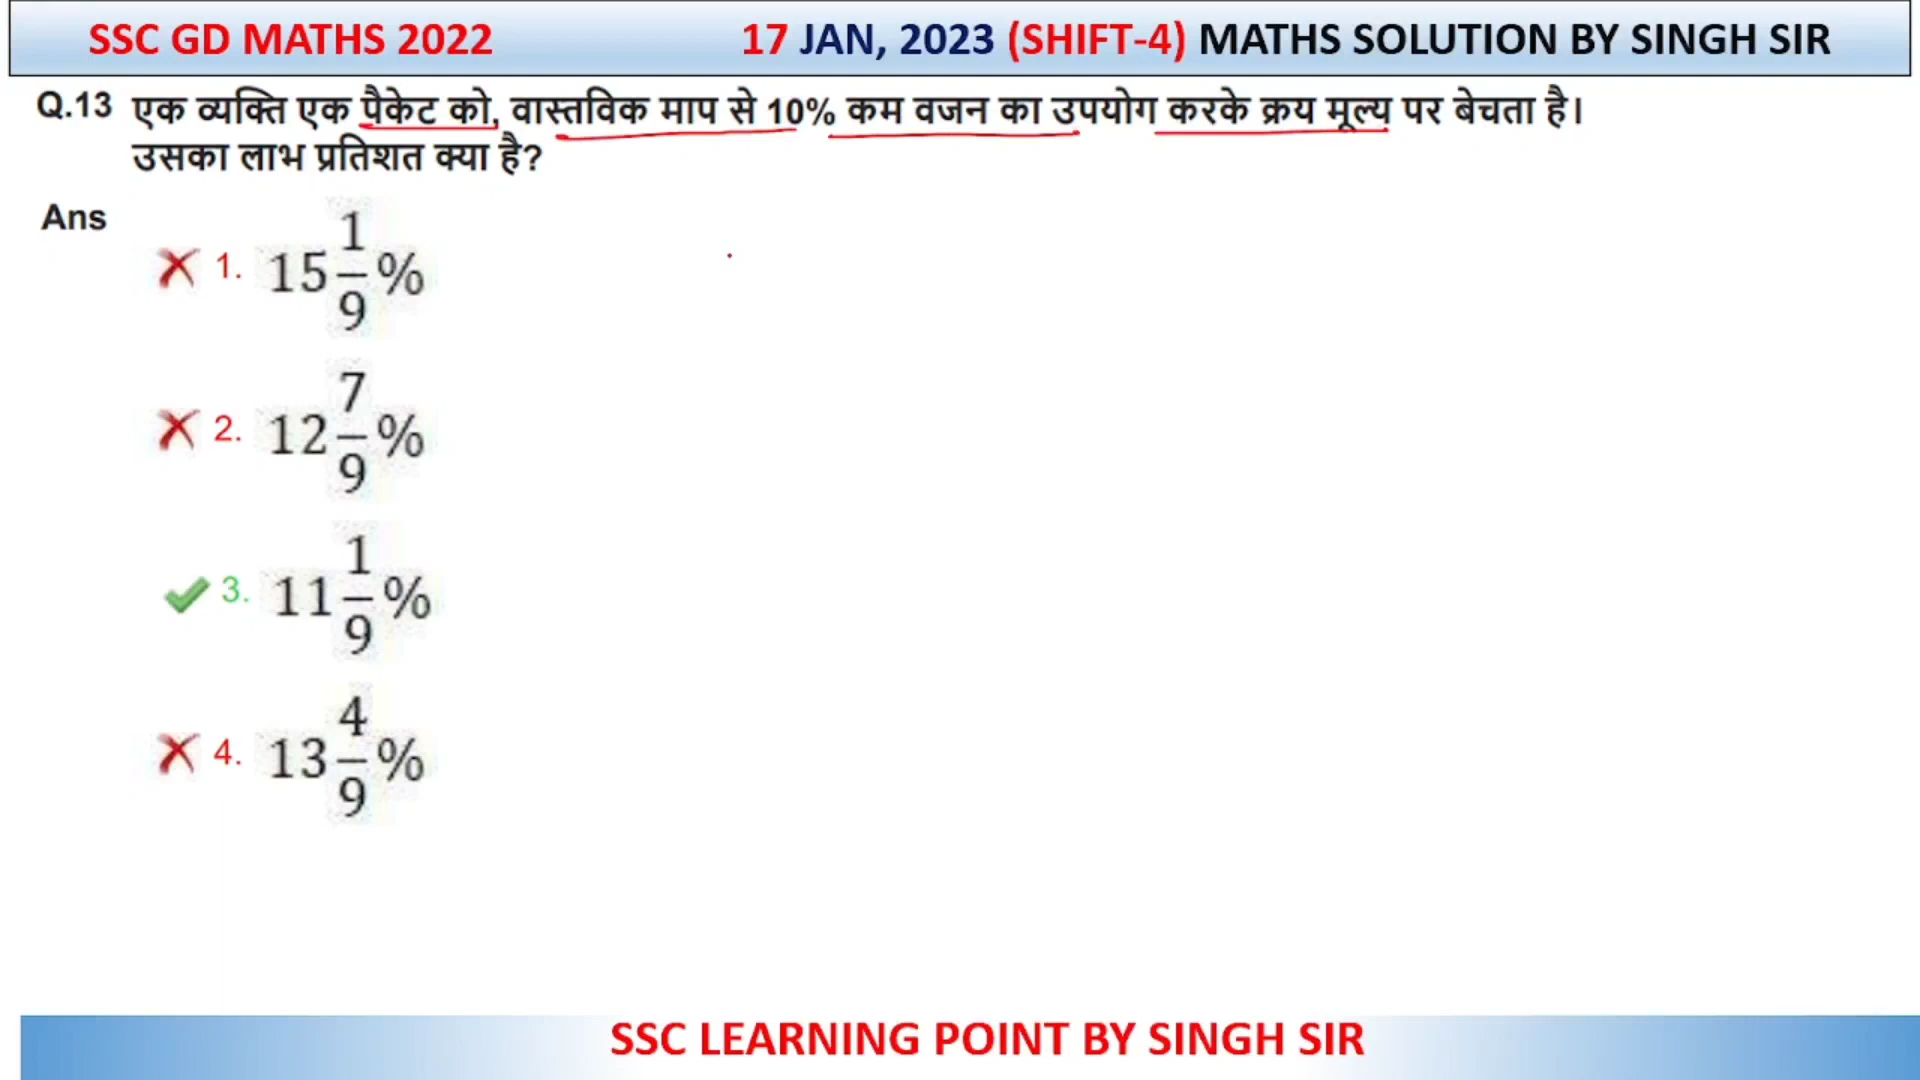 SSC GD MATHS 2022 17 JAN, 2023 (SHIFT-4) MATHS SOLUTION BY SINGH SIR
Q.13 एक व्यक्ति एक पैकेट को, वास्तविक माप से 10% कम वजन का उपयोग करके क्रय मूल्य पर बेचता है।
उसका लाभ प्रतिशत क्या है?
Ans
1. 15 1/9 %
2. 12 7/9 %
3. 11 1/9 %
4. 13 4/9 %
SSC LEARNING POINT BY SINGH SIR